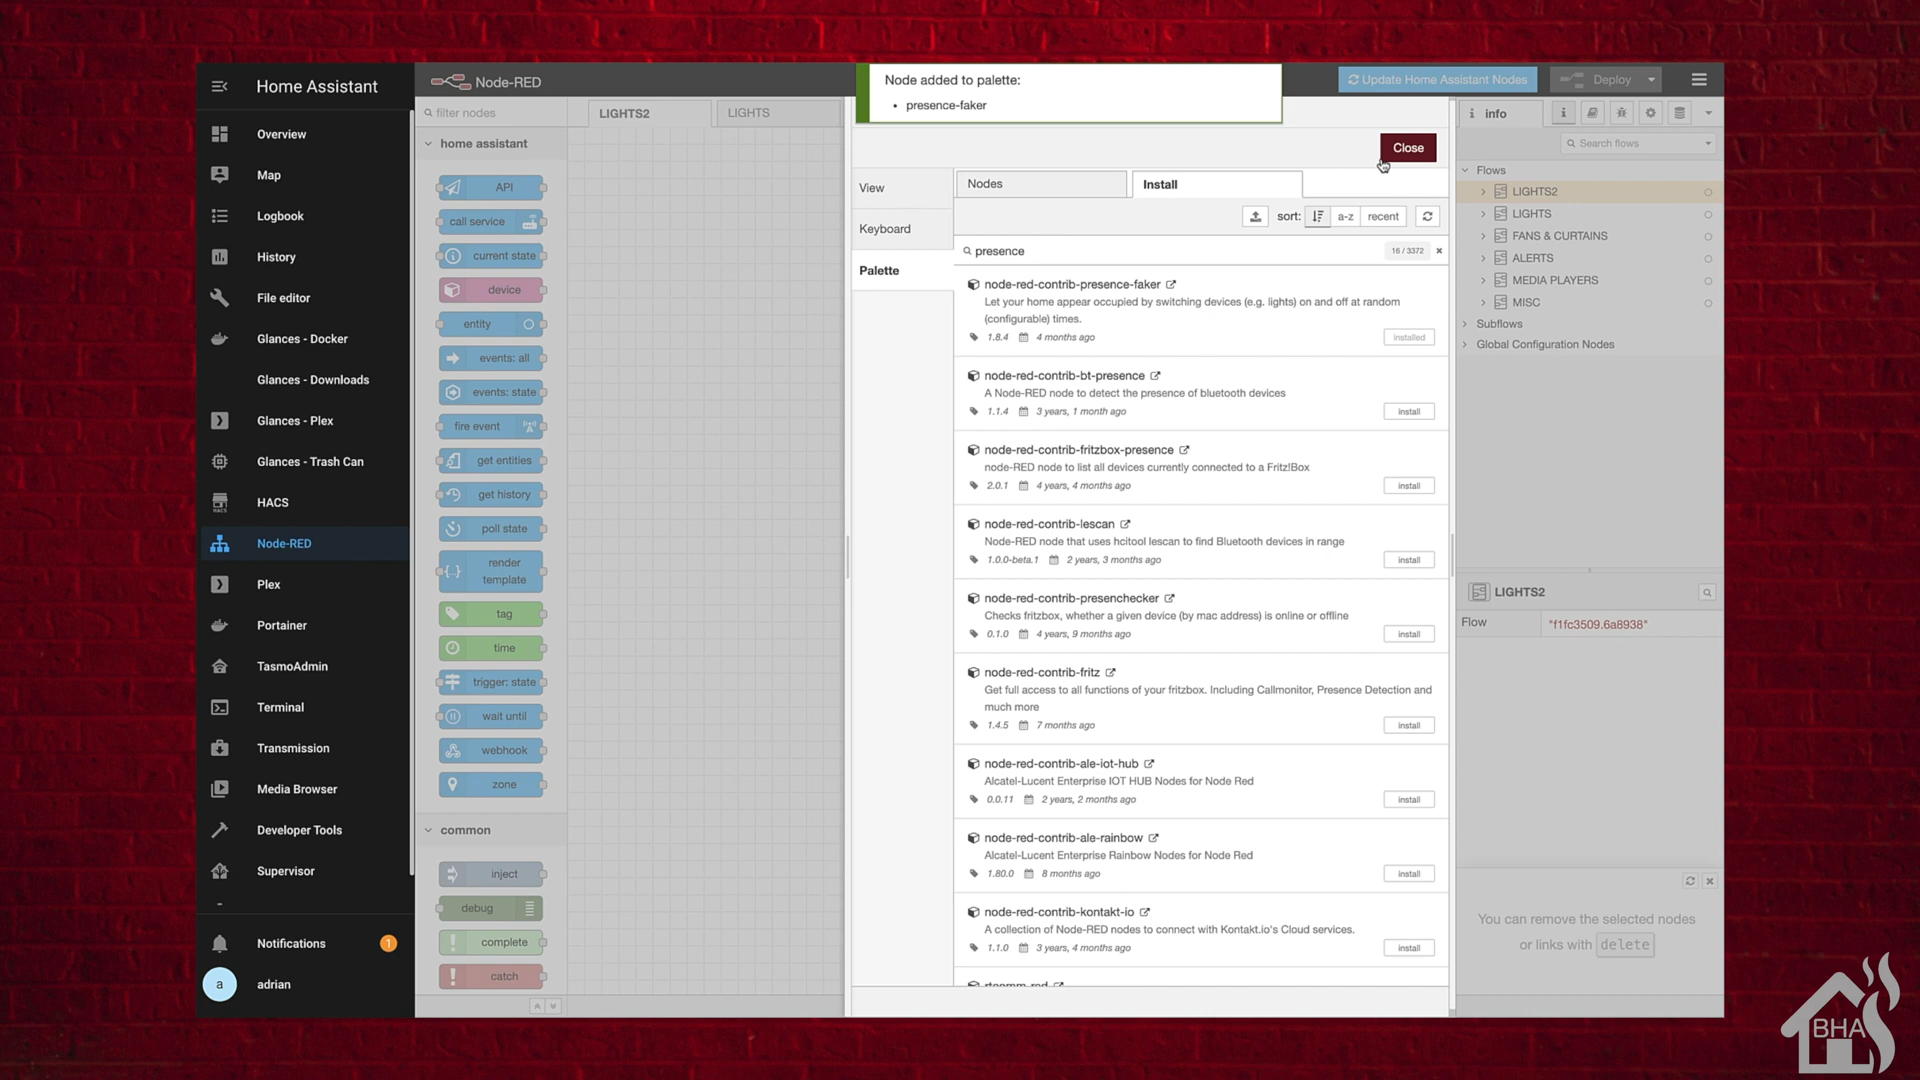 Home Assistant
Overview
Map
Logbook
History
File editor
Glances - Docker
Glances - Downloads
Glances - Plex
Glances - Trash Can
HACS
HACS
Node-RED
Plex
Portainer
TasmoAdmin
Terminal
Transmission
Media Browser
Developer Tools
Supervisor
Notifications
1
a
adrian
Node-RED
Update Home Assistant Nodes
Deploy
filter nodes
home assistant
API
call service
current state
device
entity
events: all
events: state
fire event
get entities
get history
poll state
render
template
tag
time
trigger: state
wait until
webhook
zone
common
inject
debug
complete
catch
LIGHTS2
LIGHTS
Node added to palette:
• presence-faker
Close
View
Keyboard
Palette
Nodes
Install
sort: a-z recent
presence
16 / 3372
node-red-contrib-presence-faker
Let your home appear occupied by switching devices (e.g. lights) on and off at random
(configurable) times.
1.8.4 4 months ago
installed
node-red-contrib-bt-presence
A Node-RED node to detect the presence of bluetooth devices
1.1.4 3 years, 1 month ago
install
node-red-contrib-fritzbox-presence
node-RED node to list all devices currently connected to a Fritz!Box
2.0.1 4 years, 4 months ago
install
node-red-contrib-lescan
Node-RED node that uses hcitool lescan to find Bluetooth devices in range
1.0.0-beta.1 2 years, 3 months ago
install
node-red-contrib-presenchecker
Checks fritzbox, whether a given device (by mac address) is online or offline
0.1.0 4 years, 9 months ago
install
node-red-contrib-fritz
Get full access to all functions of your fritzbox. Including Callmonitor, Presence Detection and
much more
1.4.5 7 months ago
install
node-red-contrib-ale-iot-hub
Alcatel-Lucent Enterprise IOT HUB Nodes for Node Red
0.0.11 2 years, 2 months ago
install
node-red-contrib-ale-rainbow
Alcatel-Lucent Enterprise Rainbow Nodes for Node Red
1.80.0 8 months ago
install
node-red-contrib-kontakt-io
A collection of Node-RED nodes to connect with Kontakt.io's Cloud services.
1.1.0 3 years, 4 months ago
install
info
Search flows
Flows
LIGHTS2
LIGHTS
FANS & CURTAINS
ALERTS
MEDIA PLAYERS
MISC
Subflows
Global Configuration Nodes
LIGHTS2
Flow "f1fc3509.6a8938"
You can remove the selected nodes
or links with delete
BHA